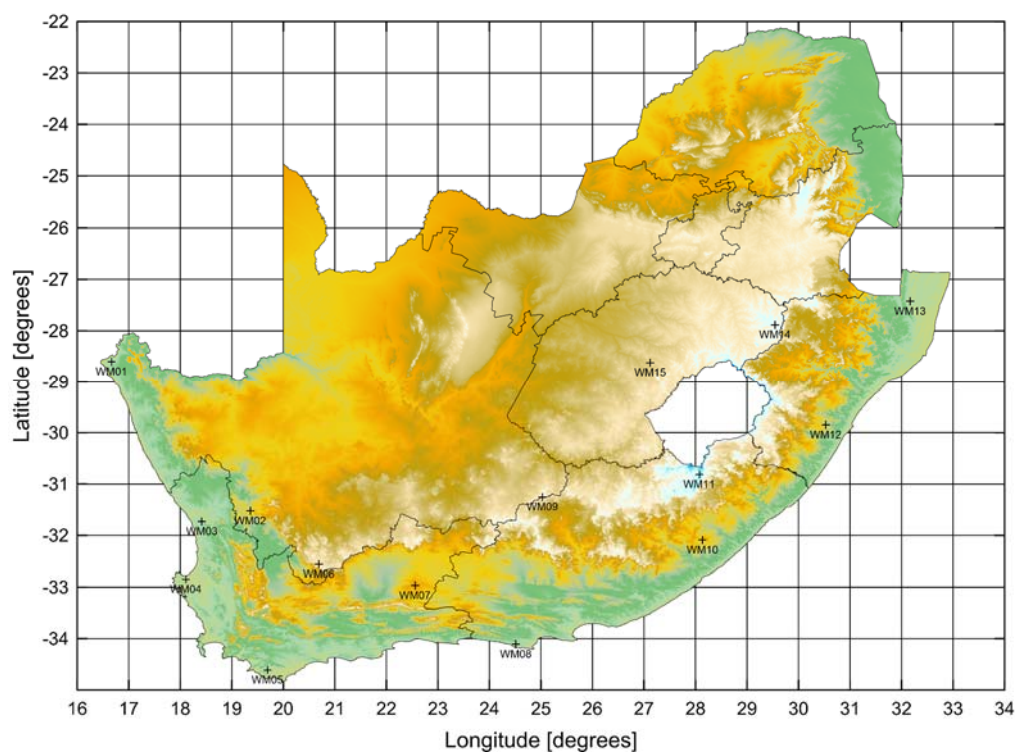 -22
-23
-24
-25
-26
-27
-28
-29
-30
-31
-32
-33
-34
Latitude [degrees]
WM13
WM14
WM01
WM15
WM12
WM11
WM09
WM02
WM03
WM10
WM06
WM04
WM07
WM08
WM05
16 17 18 19 20 21 22 23 24 25 26 27 28 29 30 31 32 33 34
Longitude [degrees]